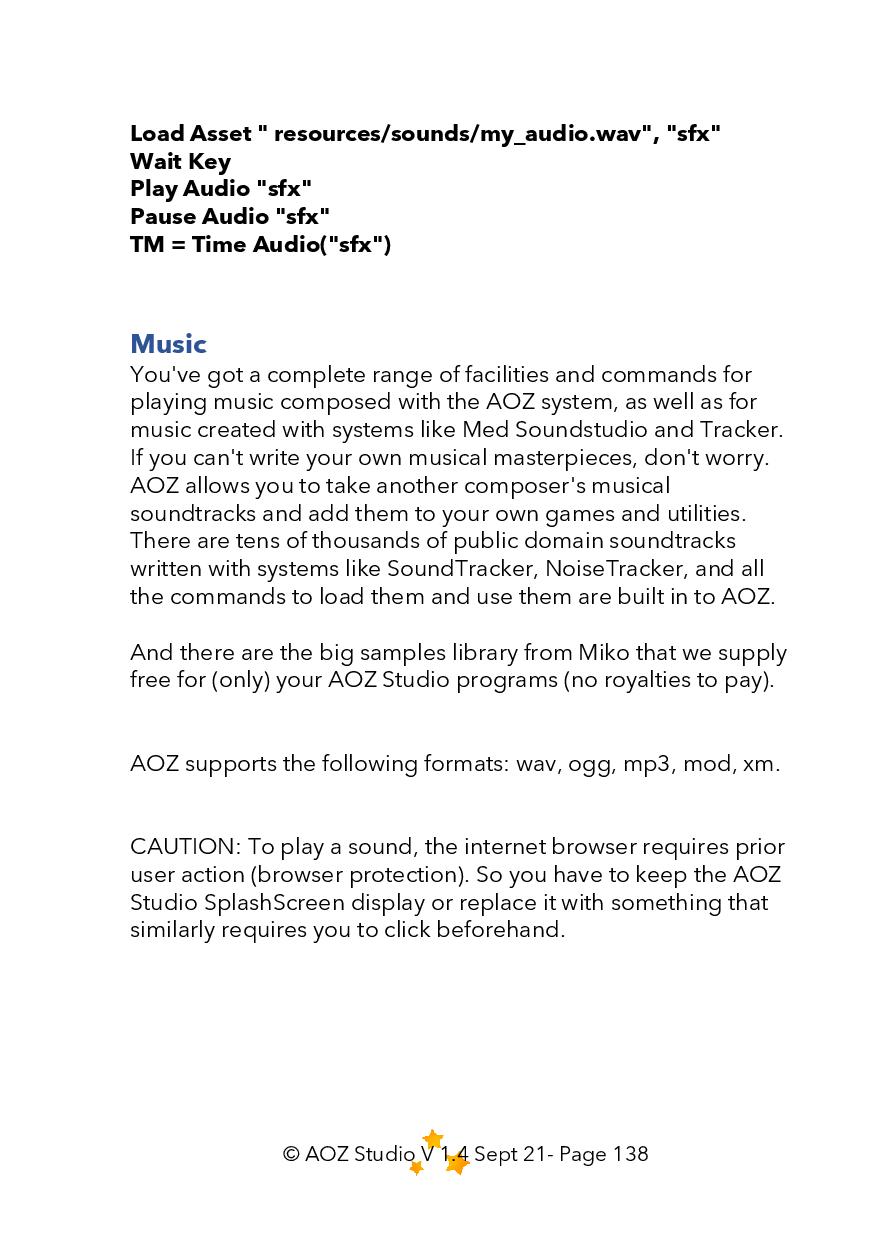 Load Asset " resources/sounds/my_audio.wav", "sfx"
Wait Key
Play Audio "sfx"
Pause Audio "sfx"
TM = Time Audio("sfx")
Music
You've got a complete range of facilities and commands for
playing music composed with the AOZ system, as well as for
music created with systems like Med Soundstudio and Tracker.
If you can't write your own musical masterpieces, don't worry.
AOZ allows you to take another composer's musical
soundtracks and add them to your own games and utilities.
There are tens of thousands of public domain soundtracks
written with systems like SoundTracker, NoiseTracker, and all
the commands to load them and use them are built in to AOZ.
And there are the big samples library from Miko that we supply
free for (only) your AOZ Studio programs (no royalties to pay).
AOZ supports the following formats: wav, ogg, mp3, mod, xm.
CAUTION: To play a sound, the internet browser requires prior
user action (browser protection). So you have to keep the AOZ
Studio SplashScreen display or replace it with something that
similarly requires you to click beforehand.
© AOZ Studio V 1.4 Sept 21- Page 138